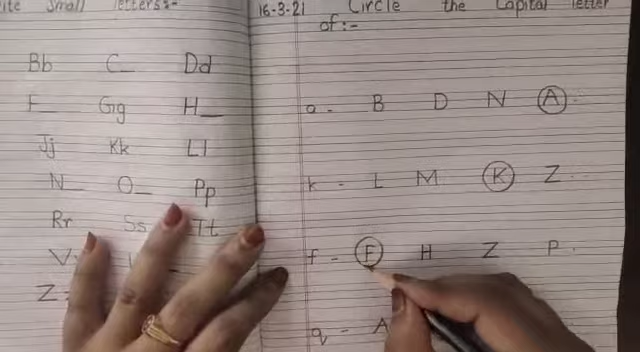 ite Small letters:-
Bb C_ Dd
F_ Gg H_
Jj Kk Ll
N_ O_ Pp
Rr Ss Tt
V
Z
16-3-21 Circle the Capital letter
of:-
a - B D N A
k - L M K Z
f - F H Z P
q - A